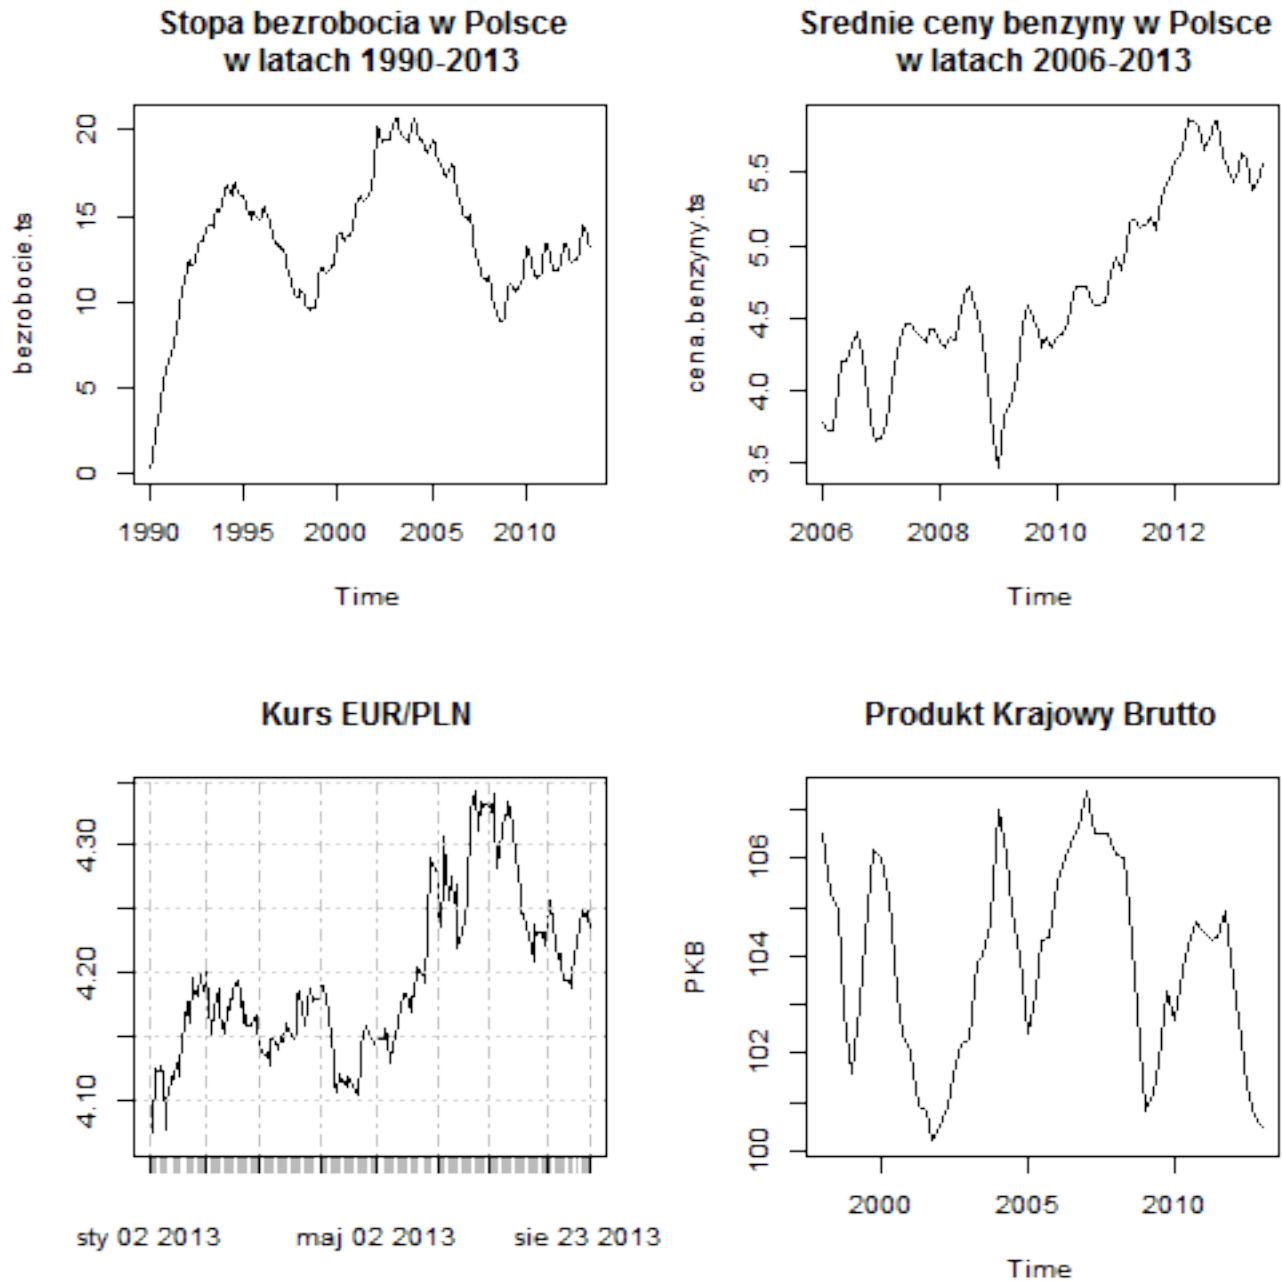 Stopa bezrobocia w Polsce
w latach 1990-2013
bezrobocie.ts
20
15
10
5
0
1990 1995 2000 2005 2010
Time
Srednie ceny benzyny w Polsce
w latach 2006-2013
cena.benzyny.ts
5.5
5.0
4.5
4.0
3.5
2006 2008 2010 2012
Time
Kurs EUR/PLN
4.30
4.20
4.10
sty 02 2013 maj 02 2013 sie 23 2013
Produkt Krajowy Brutto
PKB
106
104
102
100
2000 2005 2010
Time